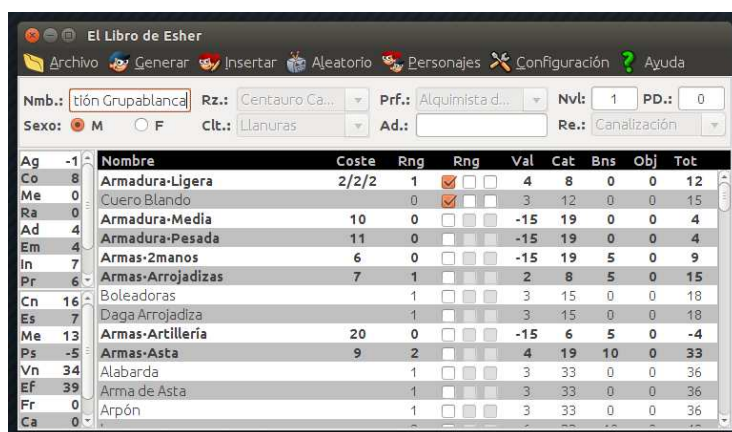 El Libro de Esher
Archivo Generar Insertar Aleatorio Personajes Configuración Ayuda
Nmb.: tión Grupablanca Rz.: Centauro Ca... Prf.: Alquimista d... Nvl: 1 PD.: 0
Sexo: M F Clt.: Llanuras Ad.: Re.: Canalización
Ag -1 Nombre Coste Rng Rng Val Cat Bns Obj Tot
Co 8 Armadura·Ligera 2/2/2 1 4 8 0 0 12
Me 0 Cuero Blando 0 3 12 0 0 15
Ra 0 Armadura·Media 10 0 -15 19 0 0 4
Ad 4 Armadura·Pesada 11 0 -15 19 0 0 4
Em 4 Armas·2manos 6 0 -15 19 5 0 9
In 7 Armas·Arrojadizas 7 1 2 8 5 0 15
Pr 6 Boleadoras 1 3 15 0 0 18
Cn 16 Daga Arrojadiza 1 3 15 0 0 18
Es 7 Armas·Artillería 20 0 -15 6 5 0 -4
Me 13 Armas·Asta 9 2 4 19 10 0 33
Ps -5 Alabarda 1 3 33 0 0 36
Vn 34 Arma de Asta 1 3 33 0 0 36
Ef 39 Arpón 1 3 33 0 0 36
Fr 0
Ca 0